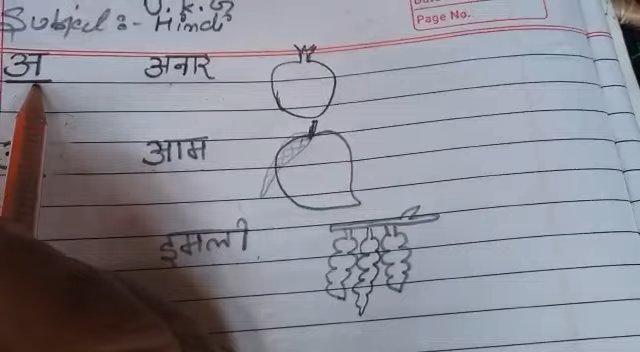 U.K.G
Subject:- Hindi
Page No.
अ अनार
आम
इमली